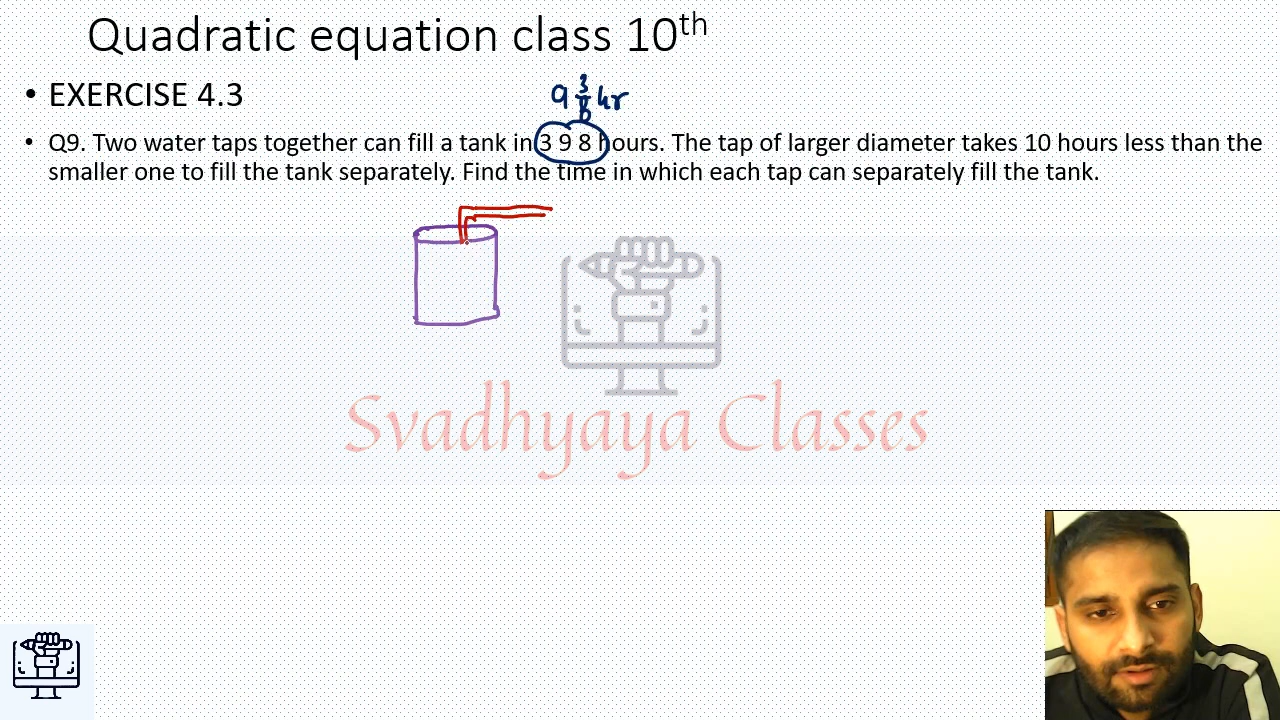 Quadratic equation class 10th
• EXERCISE 4.3
9 3/8 hr
• Q9. Two water taps together can fill a tank in 3 9 8 hours. The tap of larger diameter takes 10 hours less than the
smaller one to fill the tank separately. Find the time in which each tap can separately fill the tank.
Svadhyaya Classes